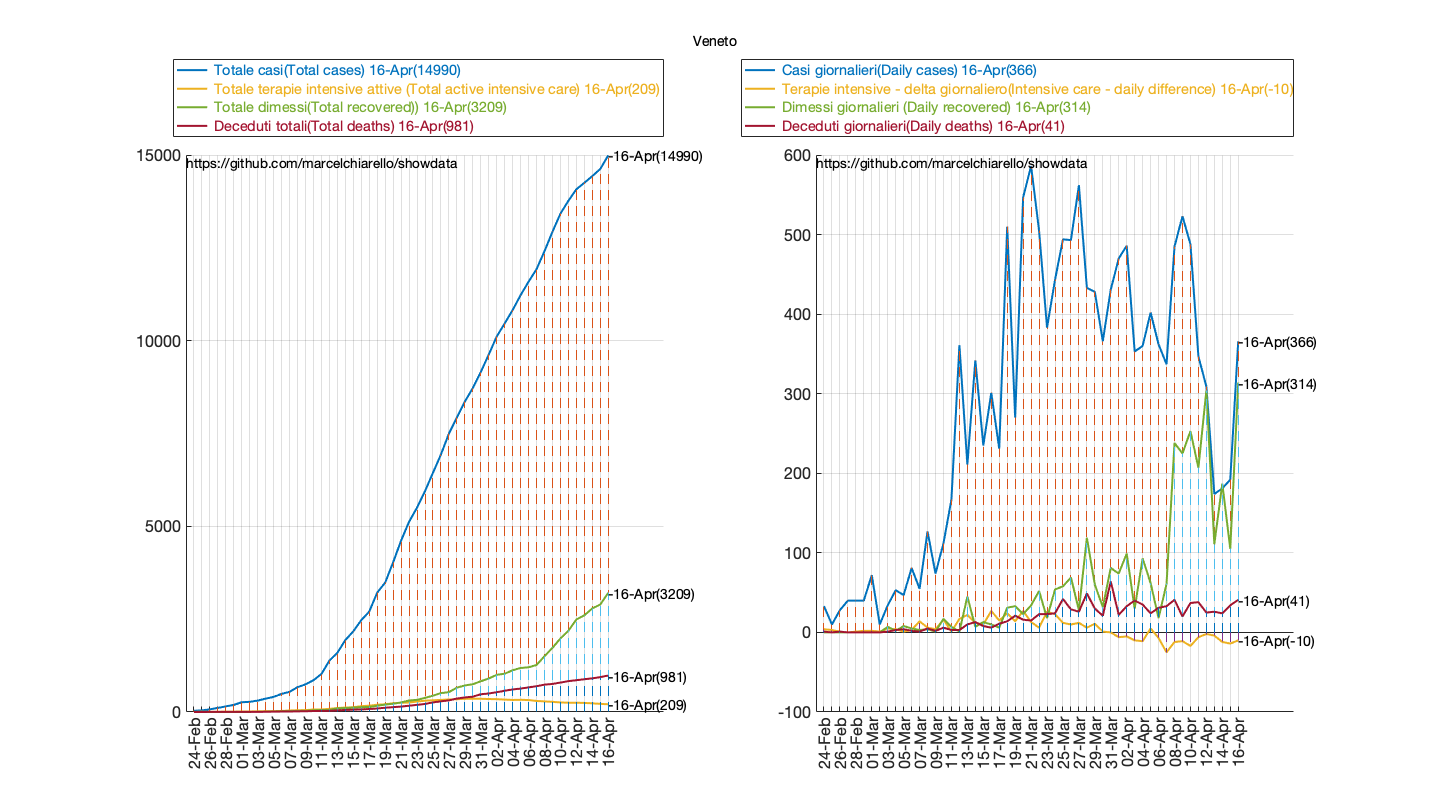 Veneto
Totale casi(Total cases) 16-Apr(14990)
Totale terapie intensive attive (Total active intensive care) 16-Apr(209)
Totale dimessi(Total recovered)) 16-Apr(3209)
Deceduti totali(Total deaths) 16-Apr(981)
https://github.com/marcelchiarello/showdata
15000
10000
5000
0
16-Apr(14990)
16-Apr(3209)
16-Apr(981)
16-Apr(209)
24-Feb
26-Feb
28-Feb
01-Mar
03-Mar
05-Mar
07-Mar
09-Mar
11-Mar
13-Mar
15-Mar
17-Mar
19-Mar
21-Mar
23-Mar
25-Mar
27-Mar
29-Mar
31-Mar
02-Apr
04-Apr
06-Apr
08-Apr
10-Apr
12-Apr
14-Apr
16-Apr
Casi giornalieri(Daily cases) 16-Apr(366)
Terapie intensive - delta giornaliero(Intensive care - daily difference) 16-Apr(-10)
Dimessi giornalieri (Daily recovered) 16-Apr(314)
Deceduti giornalieri(Daily deaths) 16-Apr(41)
https://github.com/marcelchiarello/showdata
600
500
400
300
200
100
0
-100
16-Apr(366)
16-Apr(314)
16-Apr(41)
16-Apr(-10)
24-Feb
26-Feb
28-Feb
01-Mar
03-Mar
05-Mar
07-Mar
09-Mar
11-Mar
13-Mar
15-Mar
17-Mar
19-Mar
21-Mar
23-Mar
25-Mar
27-Mar
29-Mar
31-Mar
02-Apr
04-Apr
06-Apr
08-Apr
10-Apr
12-Apr
14-Apr
16-Apr